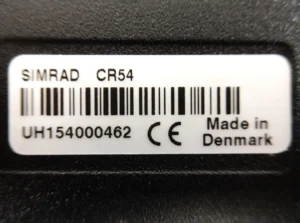 SIMRAD CR54
UH154000462 CE Made in
Denmark